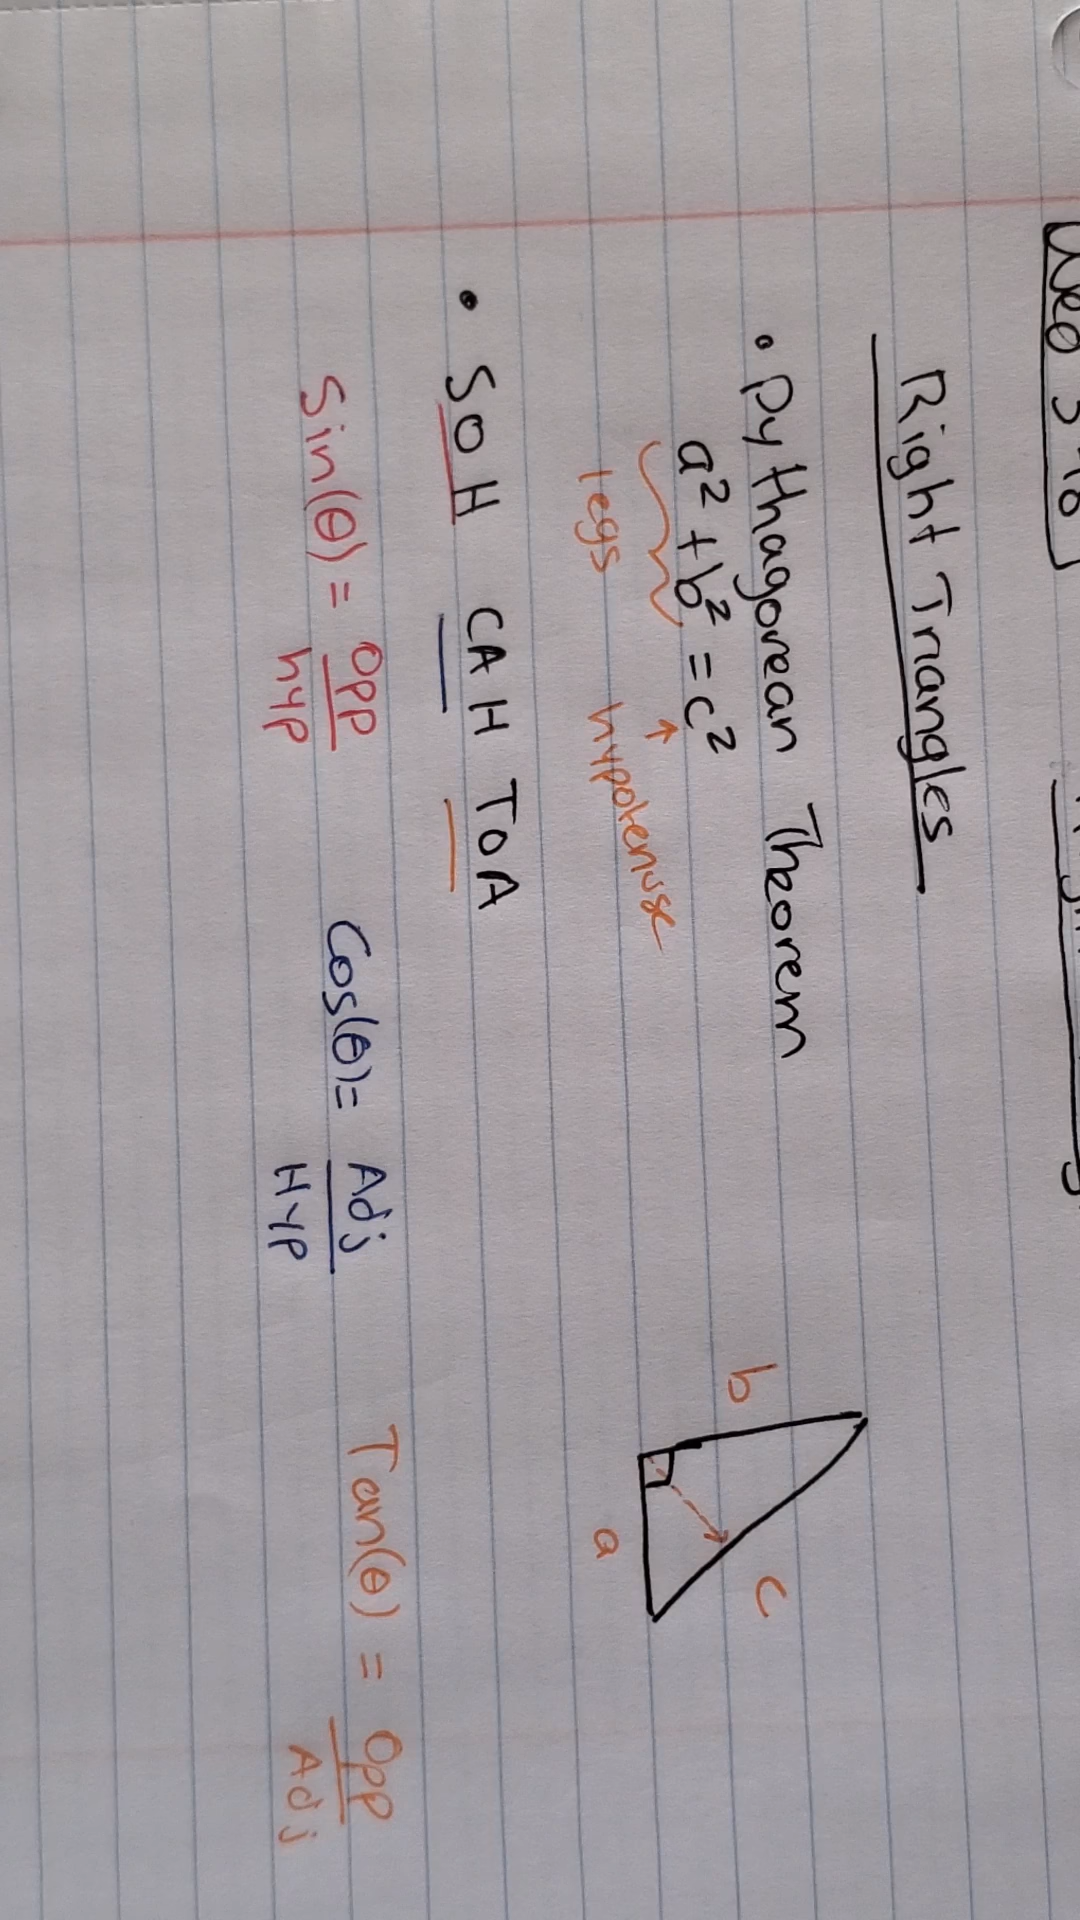 Right Triangles
• Pythagorean Theorem
a² + b² = c²
legs hypotenuse
b c
a
• SOH CAH TOA
Sin(θ) = Opp/hyp Cos(θ) = Adj/Hyp Tan(θ) = Opp/Adj